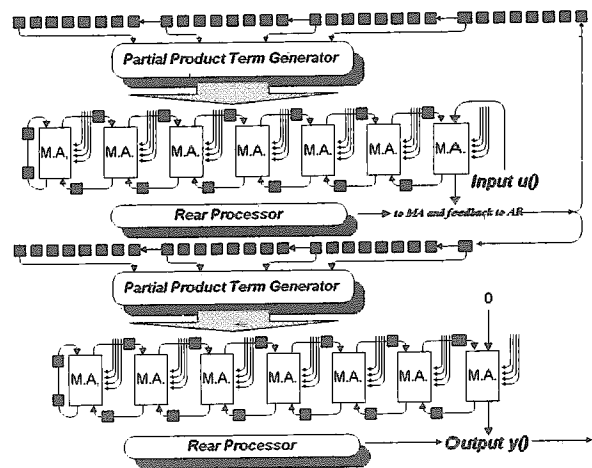 Partial Product Term Generator
M.A. M.A. M.A. M.A. M.A. M.A. M.A.
Input u()
Rear Processor
to MA and feedback to AR
Partial Product Term Generator
0
M.A. M.A. M.A. M.A. M.A. M.A. M.A.
Rear Processor
Output y()